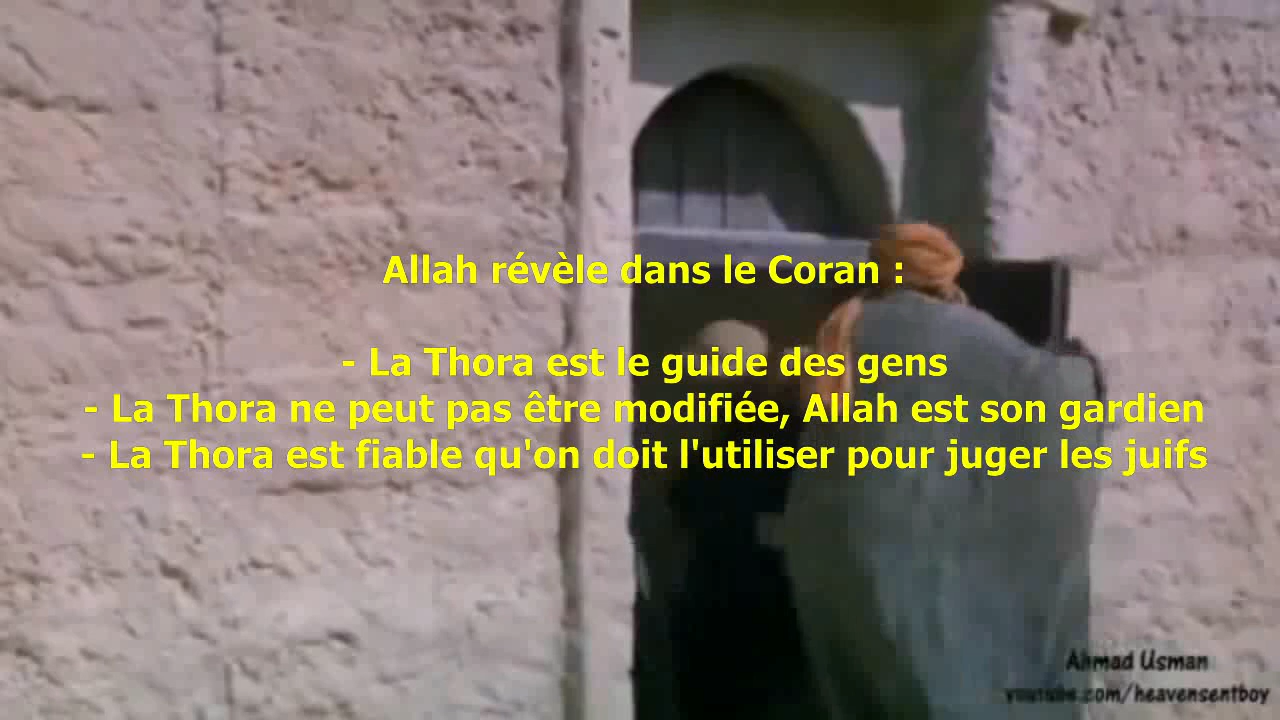 Allah révèle dans le Coran :
- La Thora est le guide des gens
- La Thora ne peut pas être modifiée, Allah est son gardien
- La Thora est fiable qu'on doit l'utiliser pour juger les juifs
Ahmad Usman
youtube.com/heavensentboy